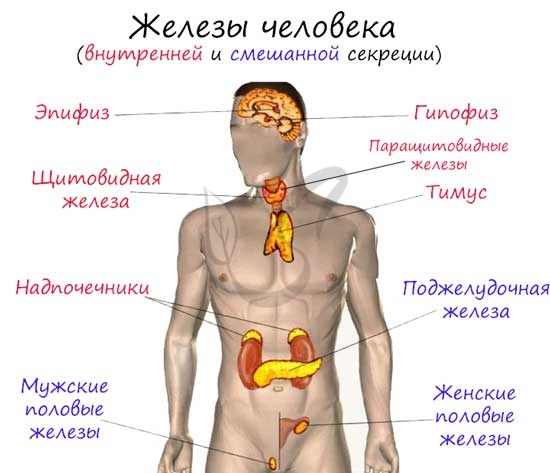 Железы человека
(внутренней и смешанной секреции)
Эпифиз
Гипофиз
Паращитовидные
железы
Щитовидная
железа
Тимус
Надпочечники
Поджелудочная
железа
Мужские
половые
железы
Женские
половые
железы